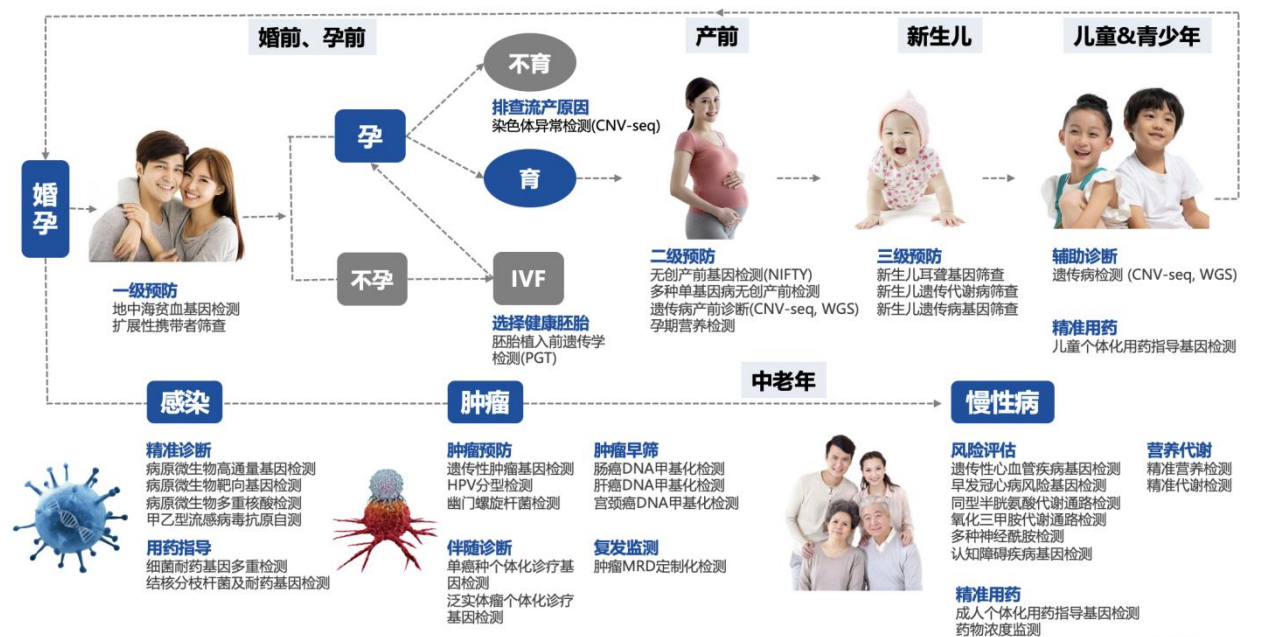 婚前、孕前
产前
新生儿
儿童&青少年
婚孕
一级预防
地中海贫血基因检测
扩展性携带者筛查
孕
不孕
不育
排查流产原因
染色体异常检测(CNV-seq)
育
IVF
选择健康胚胎
胚胎植入前遗传学
检测(PGT)
二级预防
无创产前基因检测(NIFTY)
多种单基因病无创产前检测
遗传病产前诊断(CNV-seq, WGS)
孕期营养检测
三级预防
新生儿耳聋基因筛查
新生儿遗传代谢病筛查
新生儿遗传病基因筛查
辅助诊断
遗传病检测 (CNV-seq, WGS)
精准用药
儿童个体化用药指导基因检测
中老年
感染
精准诊断
病原微生物高通量基因检测
病原微生物靶向基因检测
病原微生物多重核酸检测
甲乙型流感病毒抗原自测
用药指导
细菌耐药基因多重检测
结核分枝杆菌及耐药基因检测
肿瘤
肿瘤预防
遗传性肿瘤基因检测
HPV分型检测
幽门螺旋杆菌检测
伴随诊断
单癌种个体化诊疗基
因检测
泛实体瘤个体化诊疗
基因检测
肿瘤早筛
肠癌DNA甲基化检测
肝癌DNA甲基化检测
宫颈癌DNA甲基化检测
复发监测
肿瘤MRD定制化检测
慢性病
风险评估
遗传性心血管疾病基因检测
早发冠心病风险基因检测
同型半胱氨酸代谢通路检测
氧化三甲胺代谢通路检测
多种神经酰胺检测
认知障碍疾病基因检测
精准用药
成人个体化用药指导基因检测
药物浓度监测
营养代谢
精准营养检测
精准代谢检测